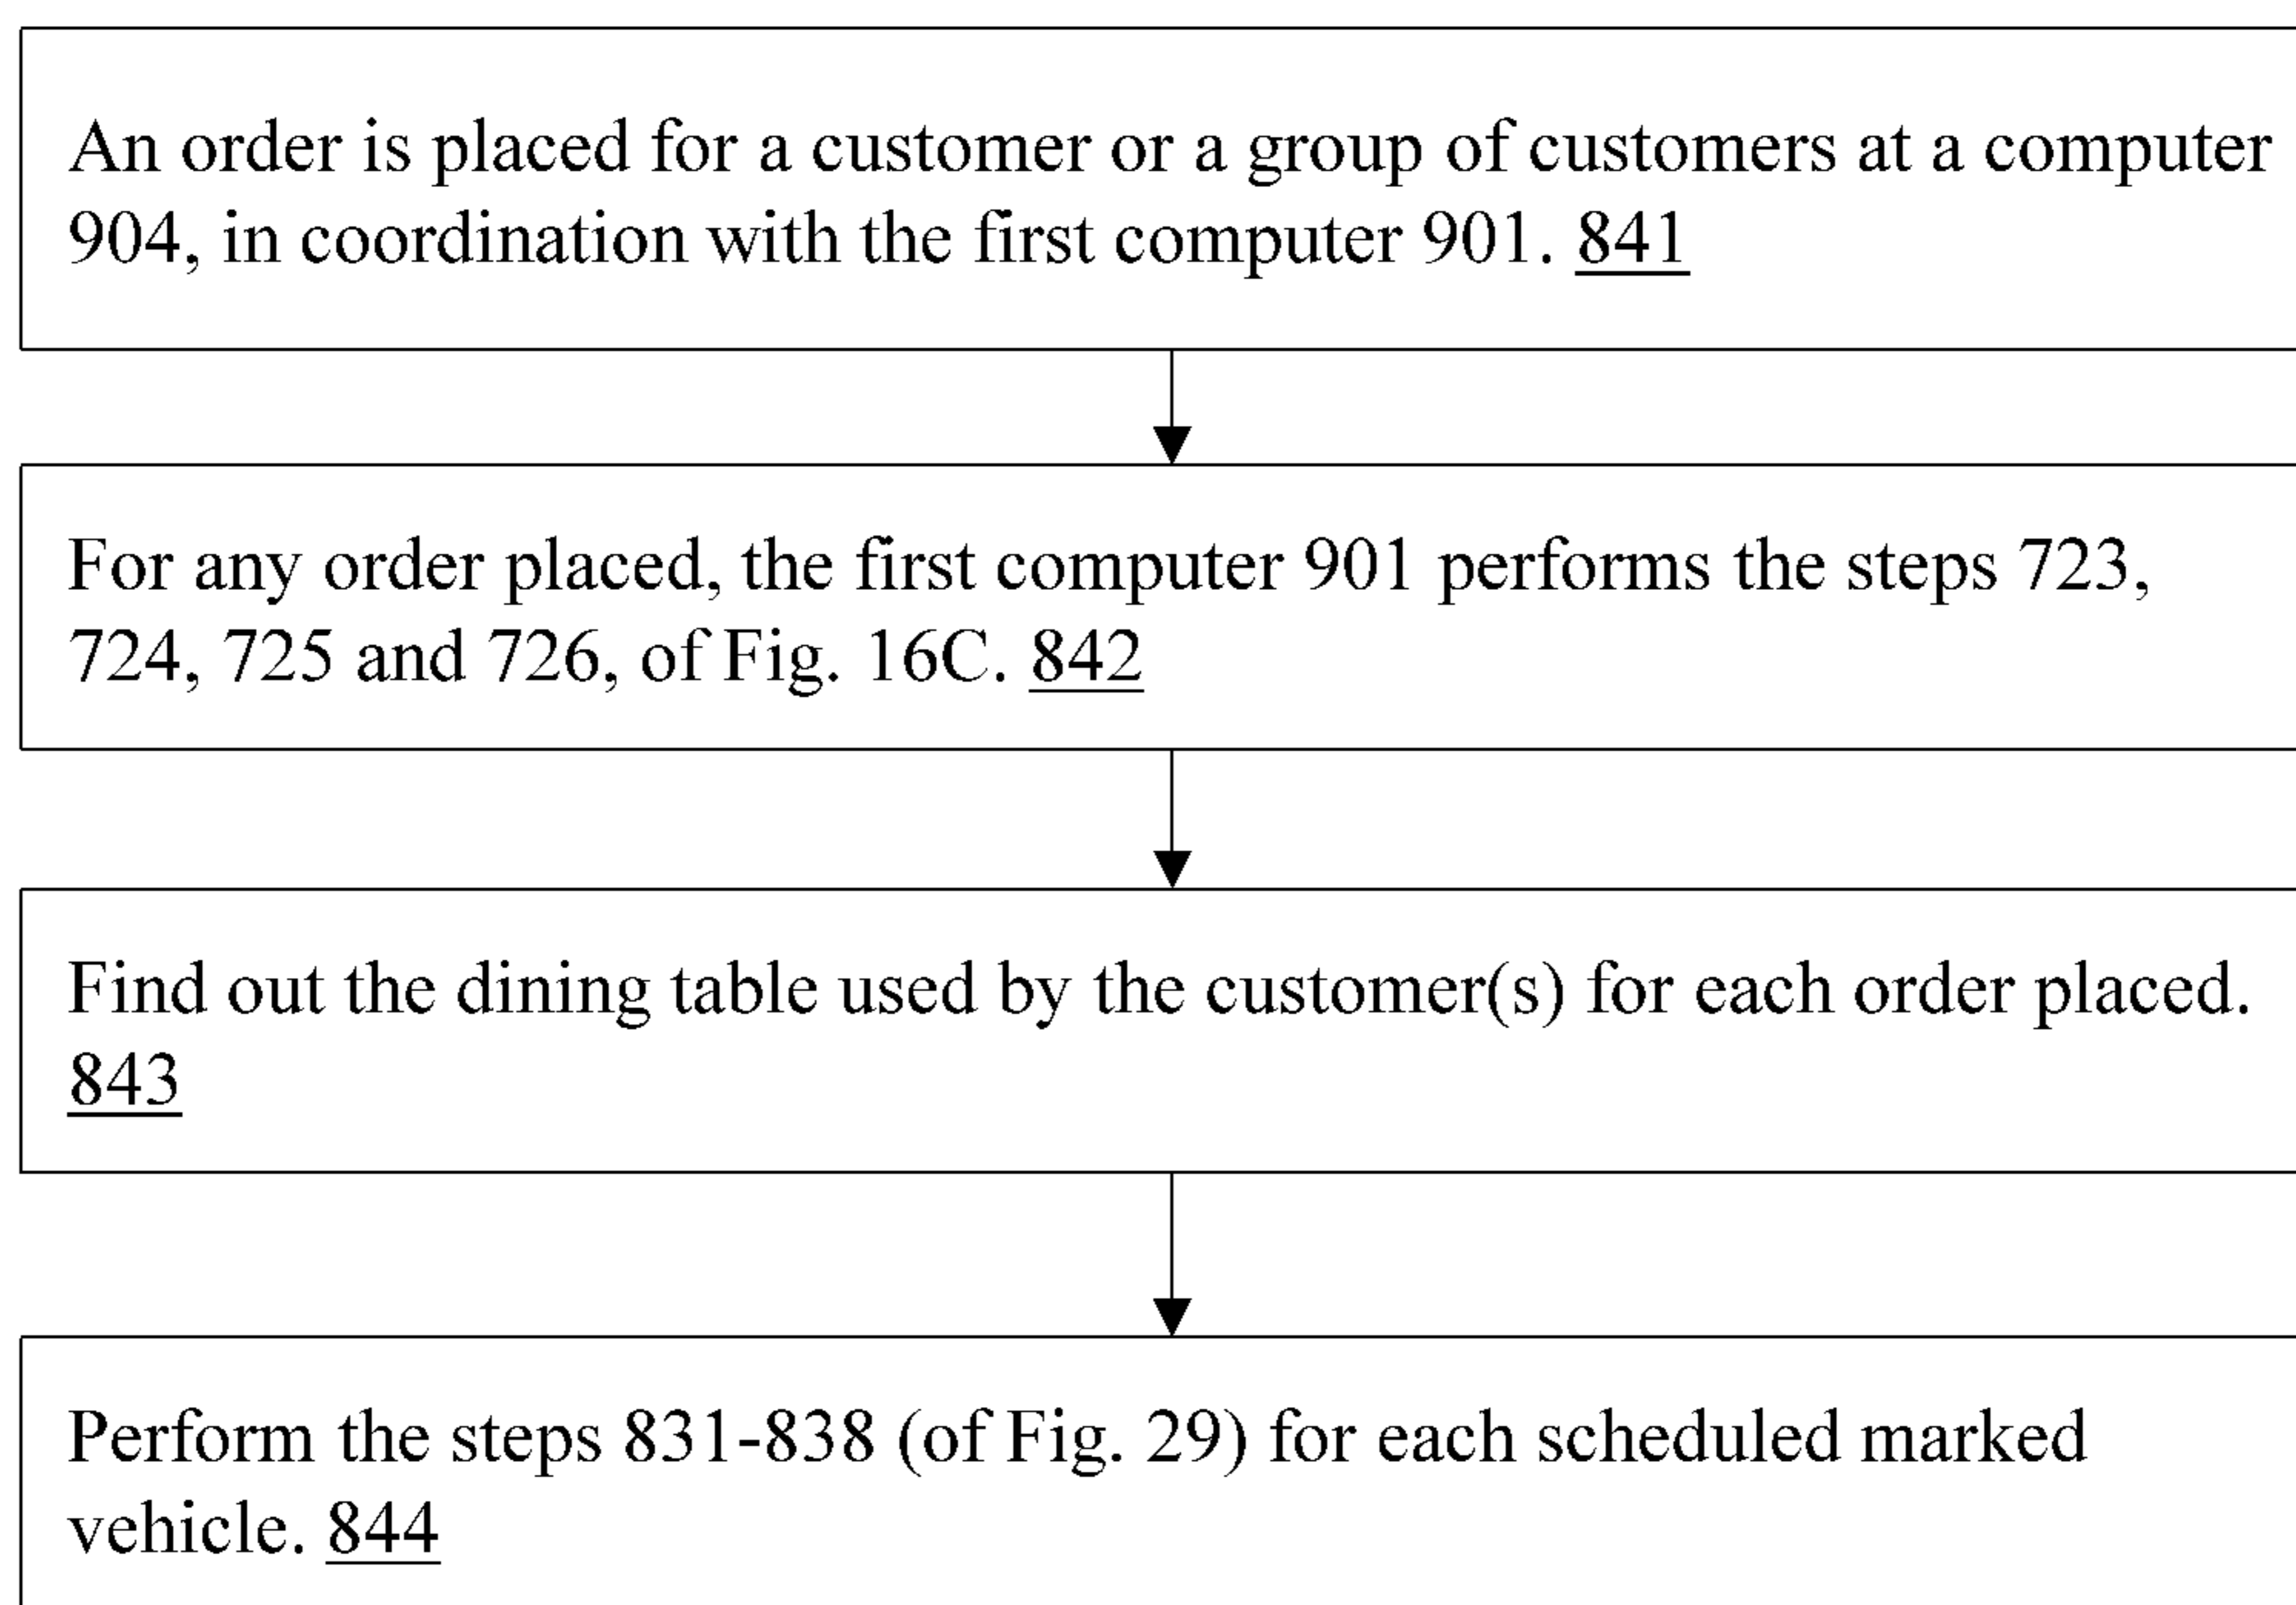 An order is placed for a customer or a group of customers at a computer
904, in coordination with the first computer 901. 841
For any order placed, the first computer 901 performs the steps 723,
724, 725 and 726, of Fig. 16C. 842
Find out the dining table used by the customer(s) for each order placed.
843
Perform the steps 831-838 (of Fig. 29) for each scheduled marked
vehicle. 844